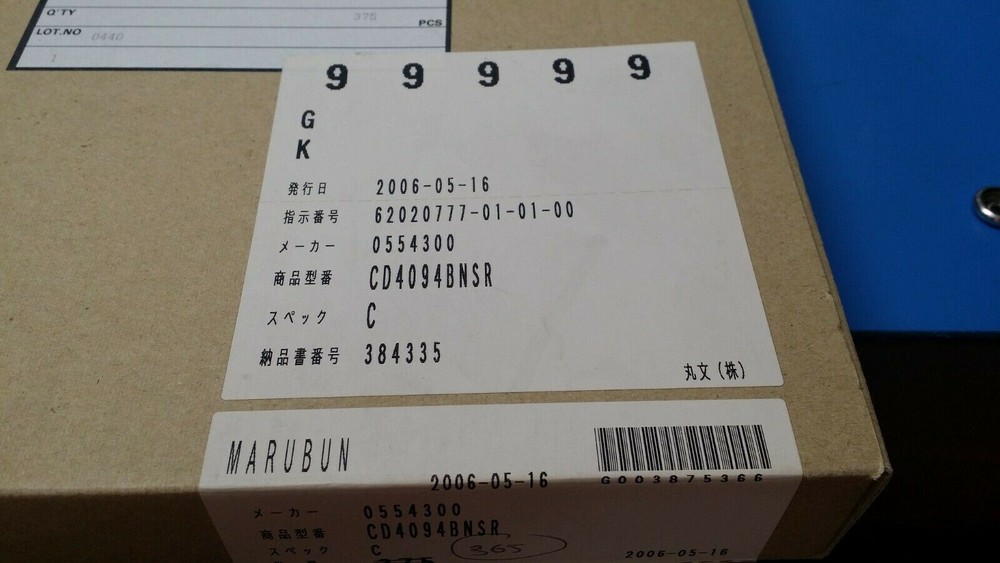 Q'TY 375 PCS
LOT.NO 0440
1
9 9 9 9 9
G
K
発行日 2006-05-16
指示番号 62020777-01-01-00
メーカー 0554300
商品型番 CD4094BNSR
スペック C
納品書番号 384335
丸文(株)
MARUBUN
2006-05-16 G003875366
メーカー 0554300
商品型番 CD4094BNSR
スペック C 365 2006-05-16
375